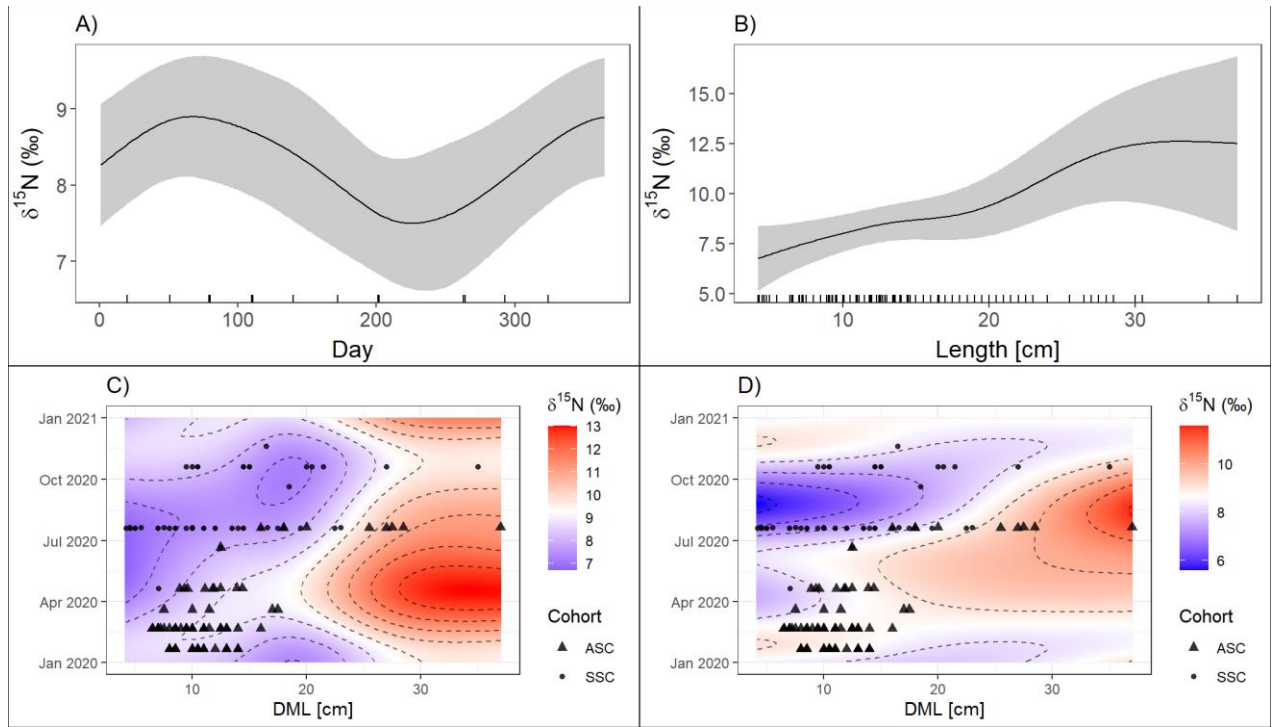 A)
δ15N (‰)
9
8
7
0
100
200
300
Day
B)
δ15N (‰)
15.0
12.5
10.0
7.5
5.0
10
20
30
Length [cm]
C)
Jan 2021
Oct 2020
Jul 2020
Apr 2020
Jan 2020
10
20
30
DML [cm]
δ15N (‰)
13
12
11
10
9
8
7
Cohort
ASC
SSC
D)
Jan 2021
Oct 2020
Jul 2020
Apr 2020
Jan 2020
10
20
30
DML [cm]
δ15N (‰)
10
8
6
Cohort
ASC
SSC